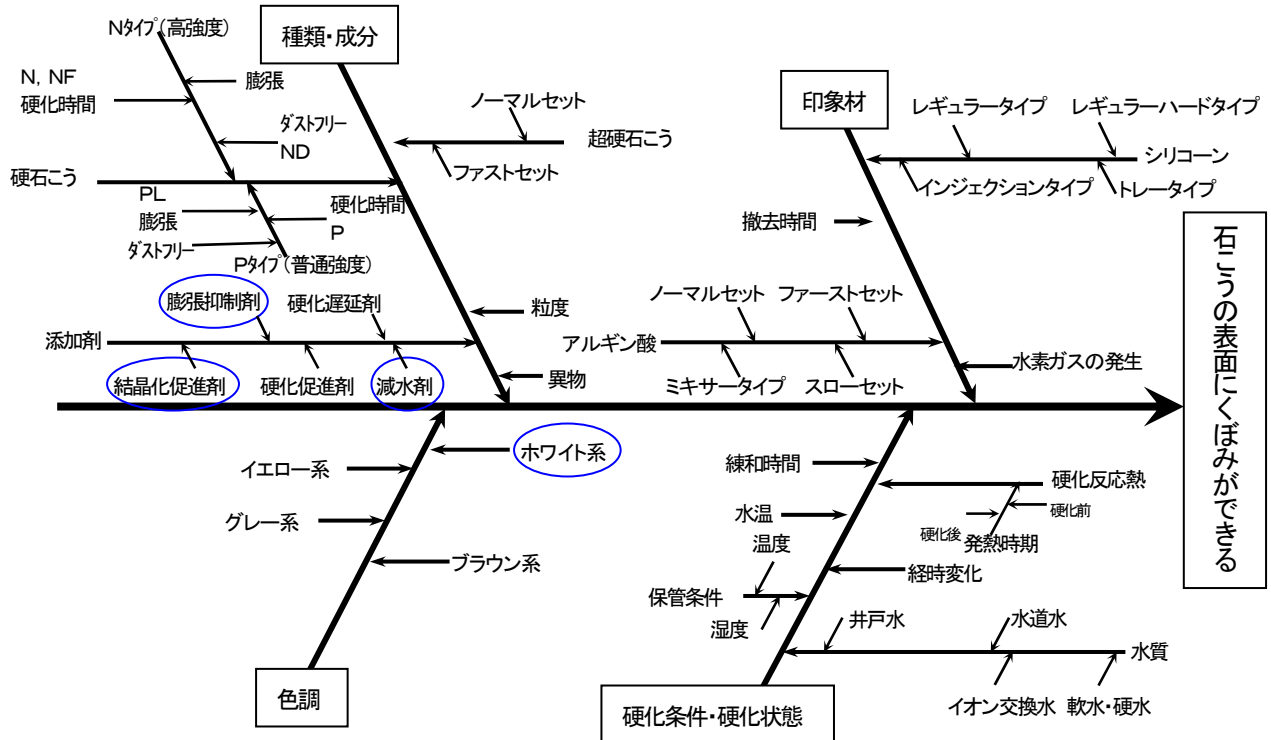 Nタイプ(高強度)
種類・成分
N, NF
硬化時間
膨張
ダストフリー
ND
硬石こう
PL
膨張
ダストフリー
硬化時間
P
Pタイプ(普通強度)
ノーマルセット
超硬石こう
ファストセット
粒度
異物
添加剤
膨張抑制剤
硬化遅延剤
結晶化促進剤
硬化促進剤
減水剤
印象材
レギュラータイプ
レギュラーハードタイプ
シリコーン
インジェクションタイプ
トレータイプ
撤去時間
ノーマルセット
ファーストセット
アルギン酸
ミキサータイプ
スローセット
水素ガスの発生
石こうの表面にくぼみができる
ホワイト系
イエロー系
グレー系
ブラウン系
色調
練和時間
硬化反応熱
硬化前
硬化後
発熱時期
水温
温度
経時変化
保管条件
湿度
井戸水
水道水
水質
イオン交換水
軟水・硬水
硬化条件・硬化状態